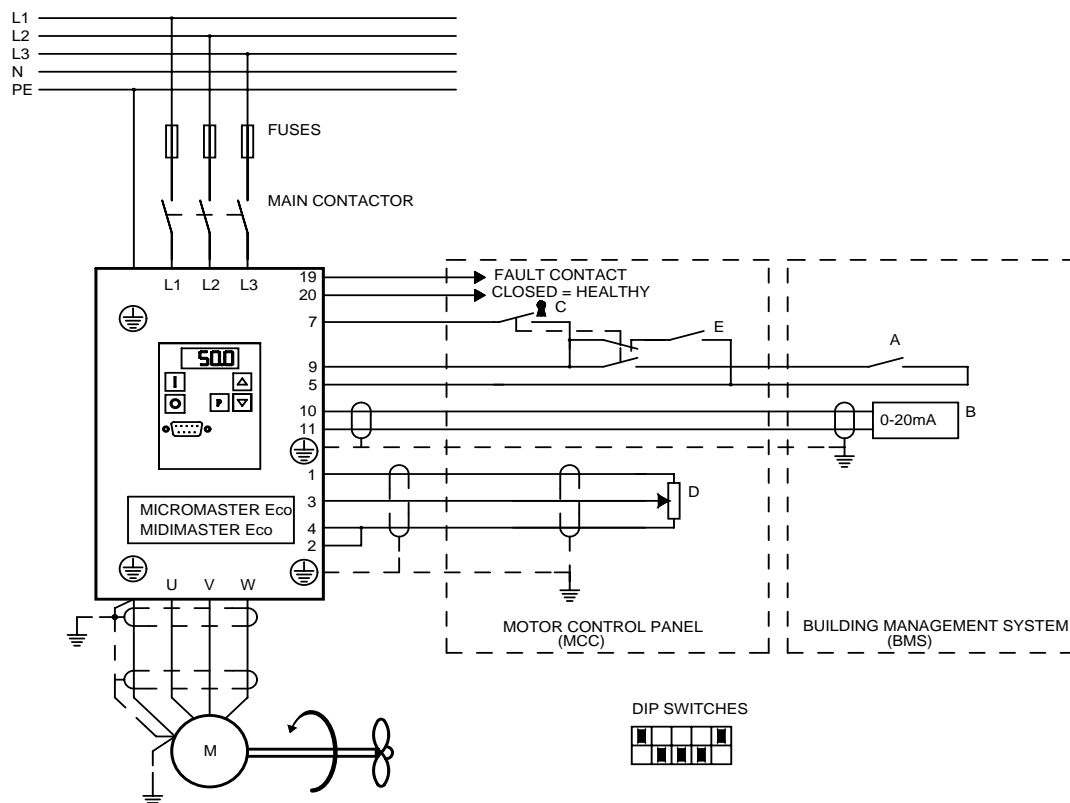 L1
L2
L3
N
PE
FUSES
MAIN CONTACTOR
L1 L2 L3
19
20
7
9
5
10
11
1
3
4
2
FAULT CONTACT
CLOSED = HEALTHY
C
E
A
B
0-20mA
D
50.0
I
O
P
MICROMASTER Eco
MIDIMASTER Eco
U V W
MOTOR CONTROL PANEL
(MCC)
BUILDING MANAGEMENT SYSTEM
(BMS)
DIP SWITCHES
M